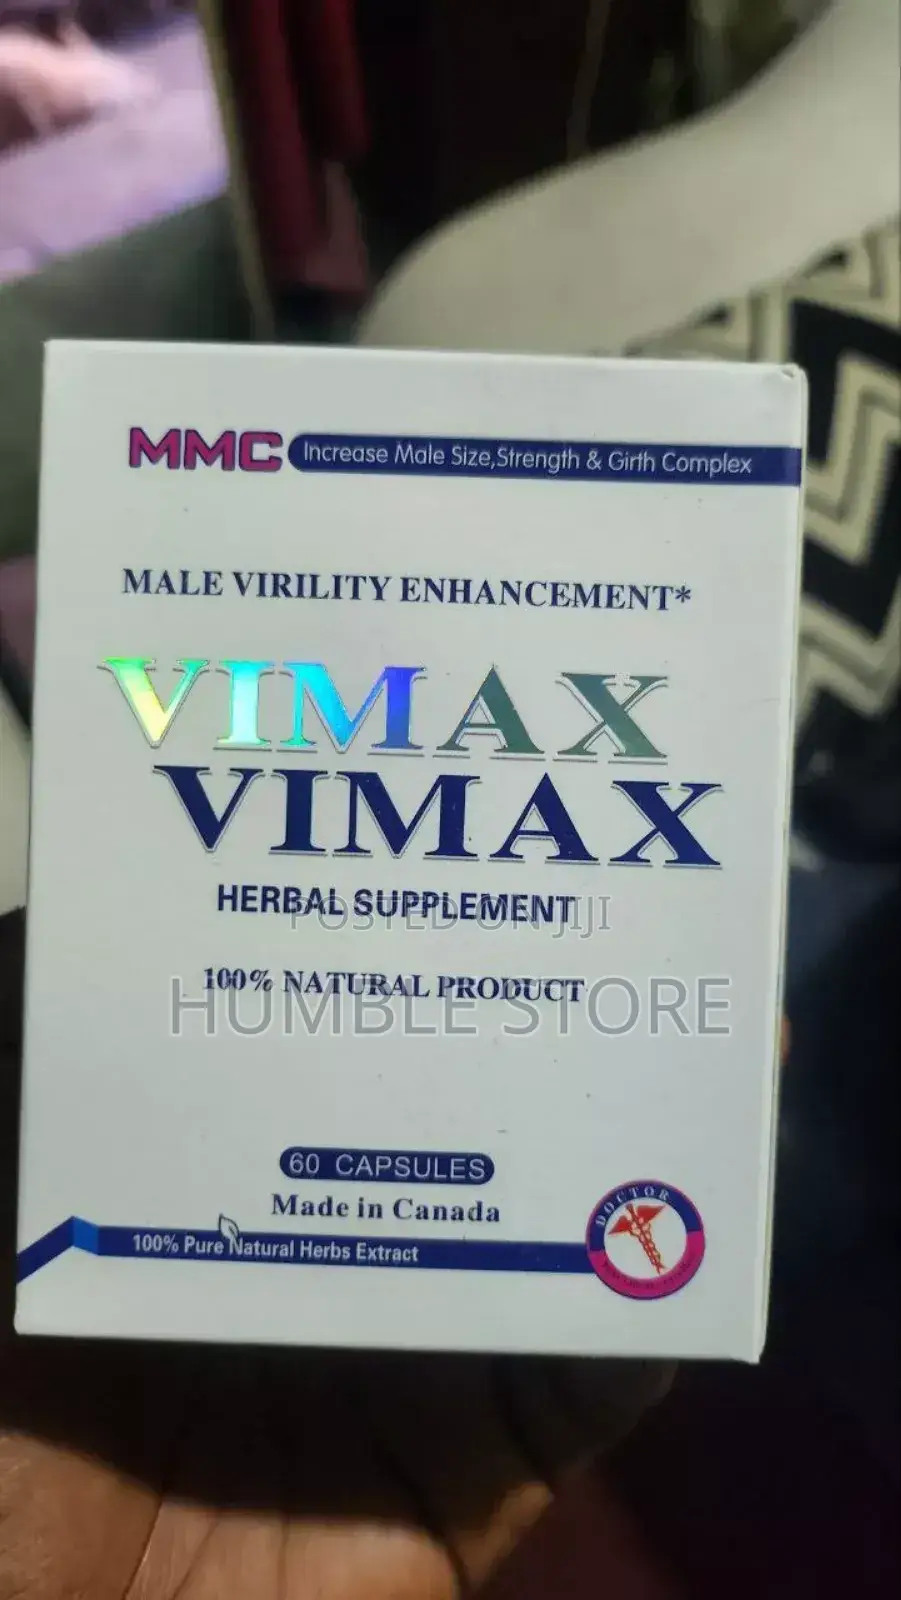 MMC Increase Male Size,Strength & Girth Complex
MALE VIRILITY ENHANCEMENT*
VIMAX
VIMAX
HERBAL SUPPLEMENT
POSTED ON JIJI
100% NATURAL PRODUCT
HUMBLE STORE
60 CAPSULES
Made in Canada
DOCTOR
100% Pure Natural Herbs Extract